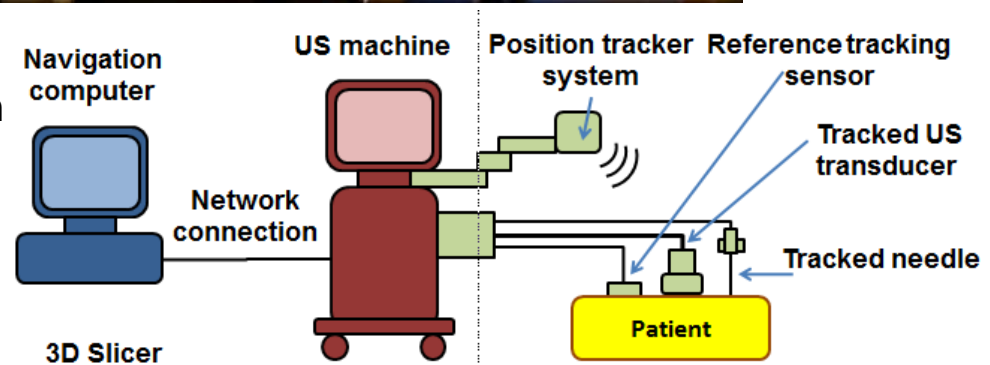 Navigation
computer
US machine
Position tracker
system
Reference tracking
sensor
Tracked US
transducer
Network
connection
Tracked needle
Patient
3D Slicer